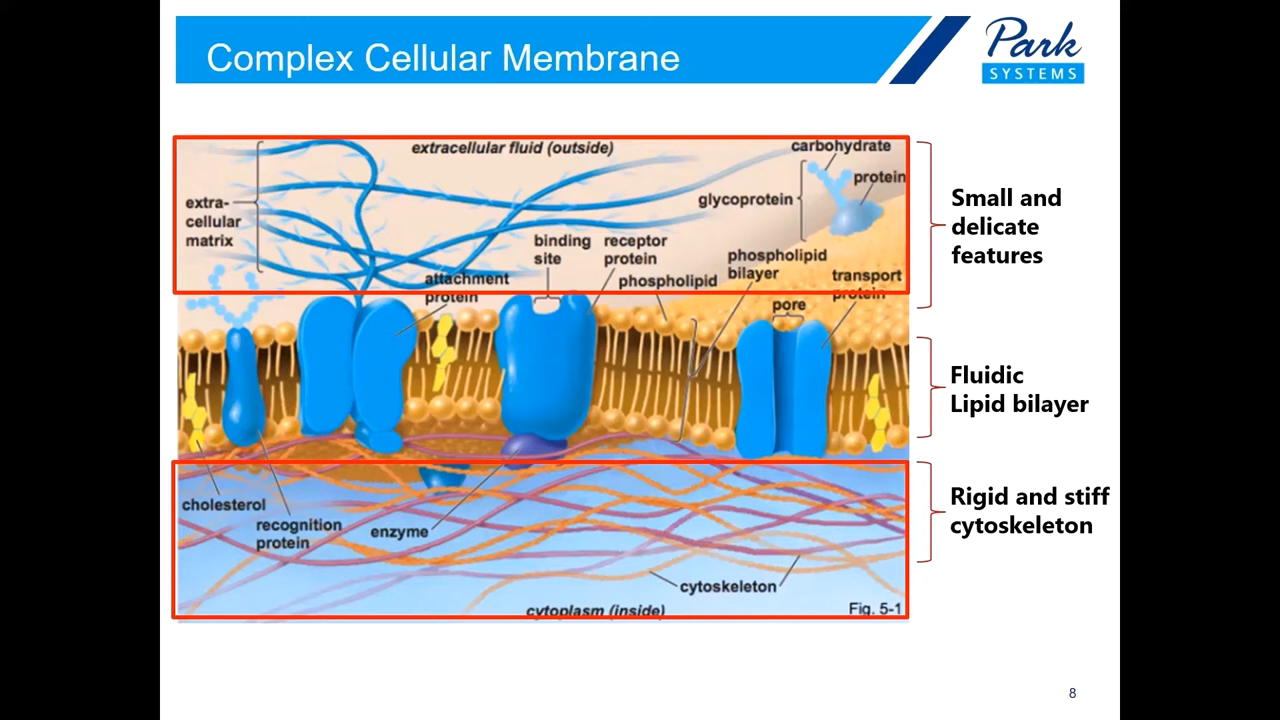 Complex Cellular Membrane
Park
SYSTEMS
extracellular fluid (outside)
carbohydrate
protein
glycoprotein
extra-
cellular
matrix
binding
site
receptor
protein
phospholipid
bilayer
attachment
protein
phospholipid
transport
protein
pore
Small and
delicate
features
Fluidic
Lipid bilayer
cholesterol
recognition
protein
enzyme
Rigid and stiff
cytoskeleton
cytoskeleton
cytoplasm (inside)
Fig. 5-1
8